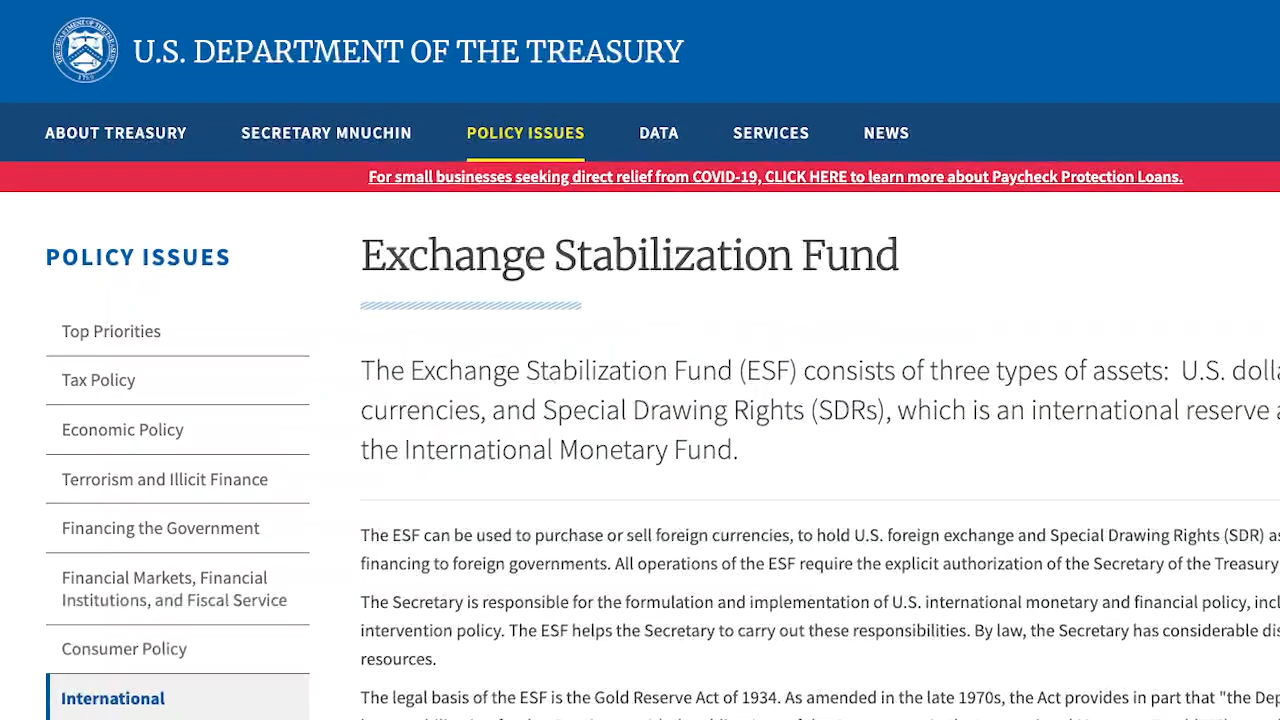 U.S. DEPARTMENT OF THE TREASURY
ABOUT TREASURY SECRETARY MNUCHIN POLICY ISSUES DATA SERVICES NEWS
For small businesses seeking direct relief from COVID-19, CLICK HERE to learn more about Paycheck Protection Loans.
POLICY ISSUES
Top Priorities
Tax Policy
Economic Policy
Terrorism and Illicit Finance
Financing the Government
Financial Markets, Financial
Institutions, and Fiscal Service
Consumer Policy
International
Exchange Stabilization Fund
The Exchange Stabilization Fund (ESF) consists of three types of assets: U.S.
currencies, and Special Drawing Rights (SDRs), which is an international reserve
the International Monetary Fund.
The ESF can be used to purchase or sell foreign currencies, to hold U.S. foreign exchange and Special Drawing Rights (SDR)
financing to foreign governments. All operations of the ESF require the explicit authorization of the Secretary of the Treasury
The Secretary is responsible for the formulation and implementation of U.S. international monetary and financial policy,
intervention policy. The ESF helps the Secretary to carry out these responsibilities. By law, the Secretary has considerable
resources.
The legal basis of the ESF is the Gold Reserve Act of 1934. As amended in the late 1970s, the Act provides in part that "the